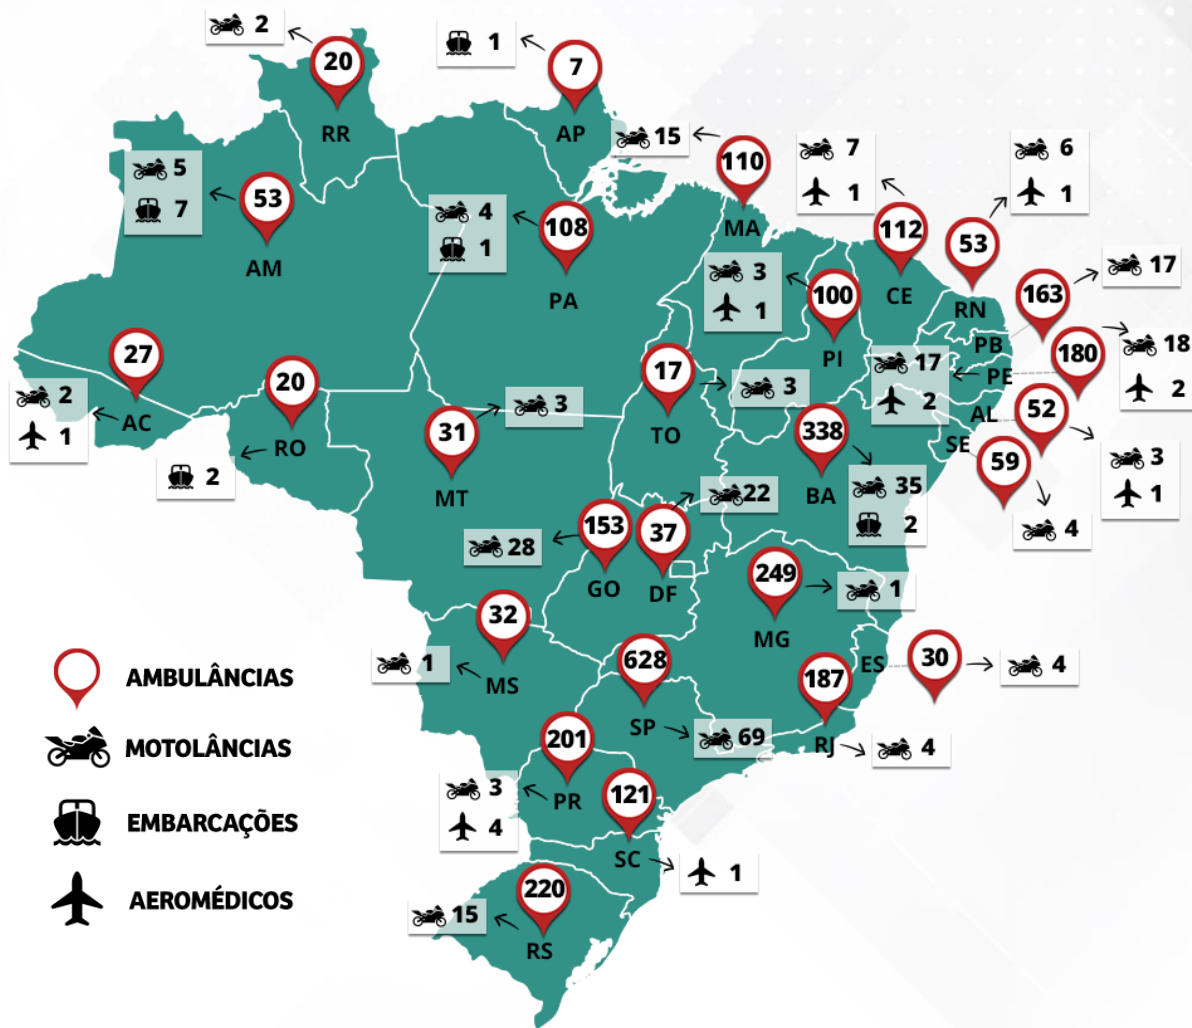 2
20
RR
1
7
AP
15
110
MA
7
1
6
1
5
7
53
AM
4
1
108
PA
112
CE
53
RN
17
163
PB
3
1
100
PI
18
2
180
PE
17
2
27
AC
2
1
20
RO
2
31
MT
3
17
TO
3
338
BA
35
2
AL
52
3
1
SE
59
4
153
GO
28
37
DF
22
249
MG
1
32
MS
1
628
SP
69
187
RJ
4
ES
30
4
201
PR
3
4
121
SC
1
220
RS
15
AMBULÂNCIAS
MOTOLÂNCIAS
EMBARCAÇÕES
AEROMÉDICOS